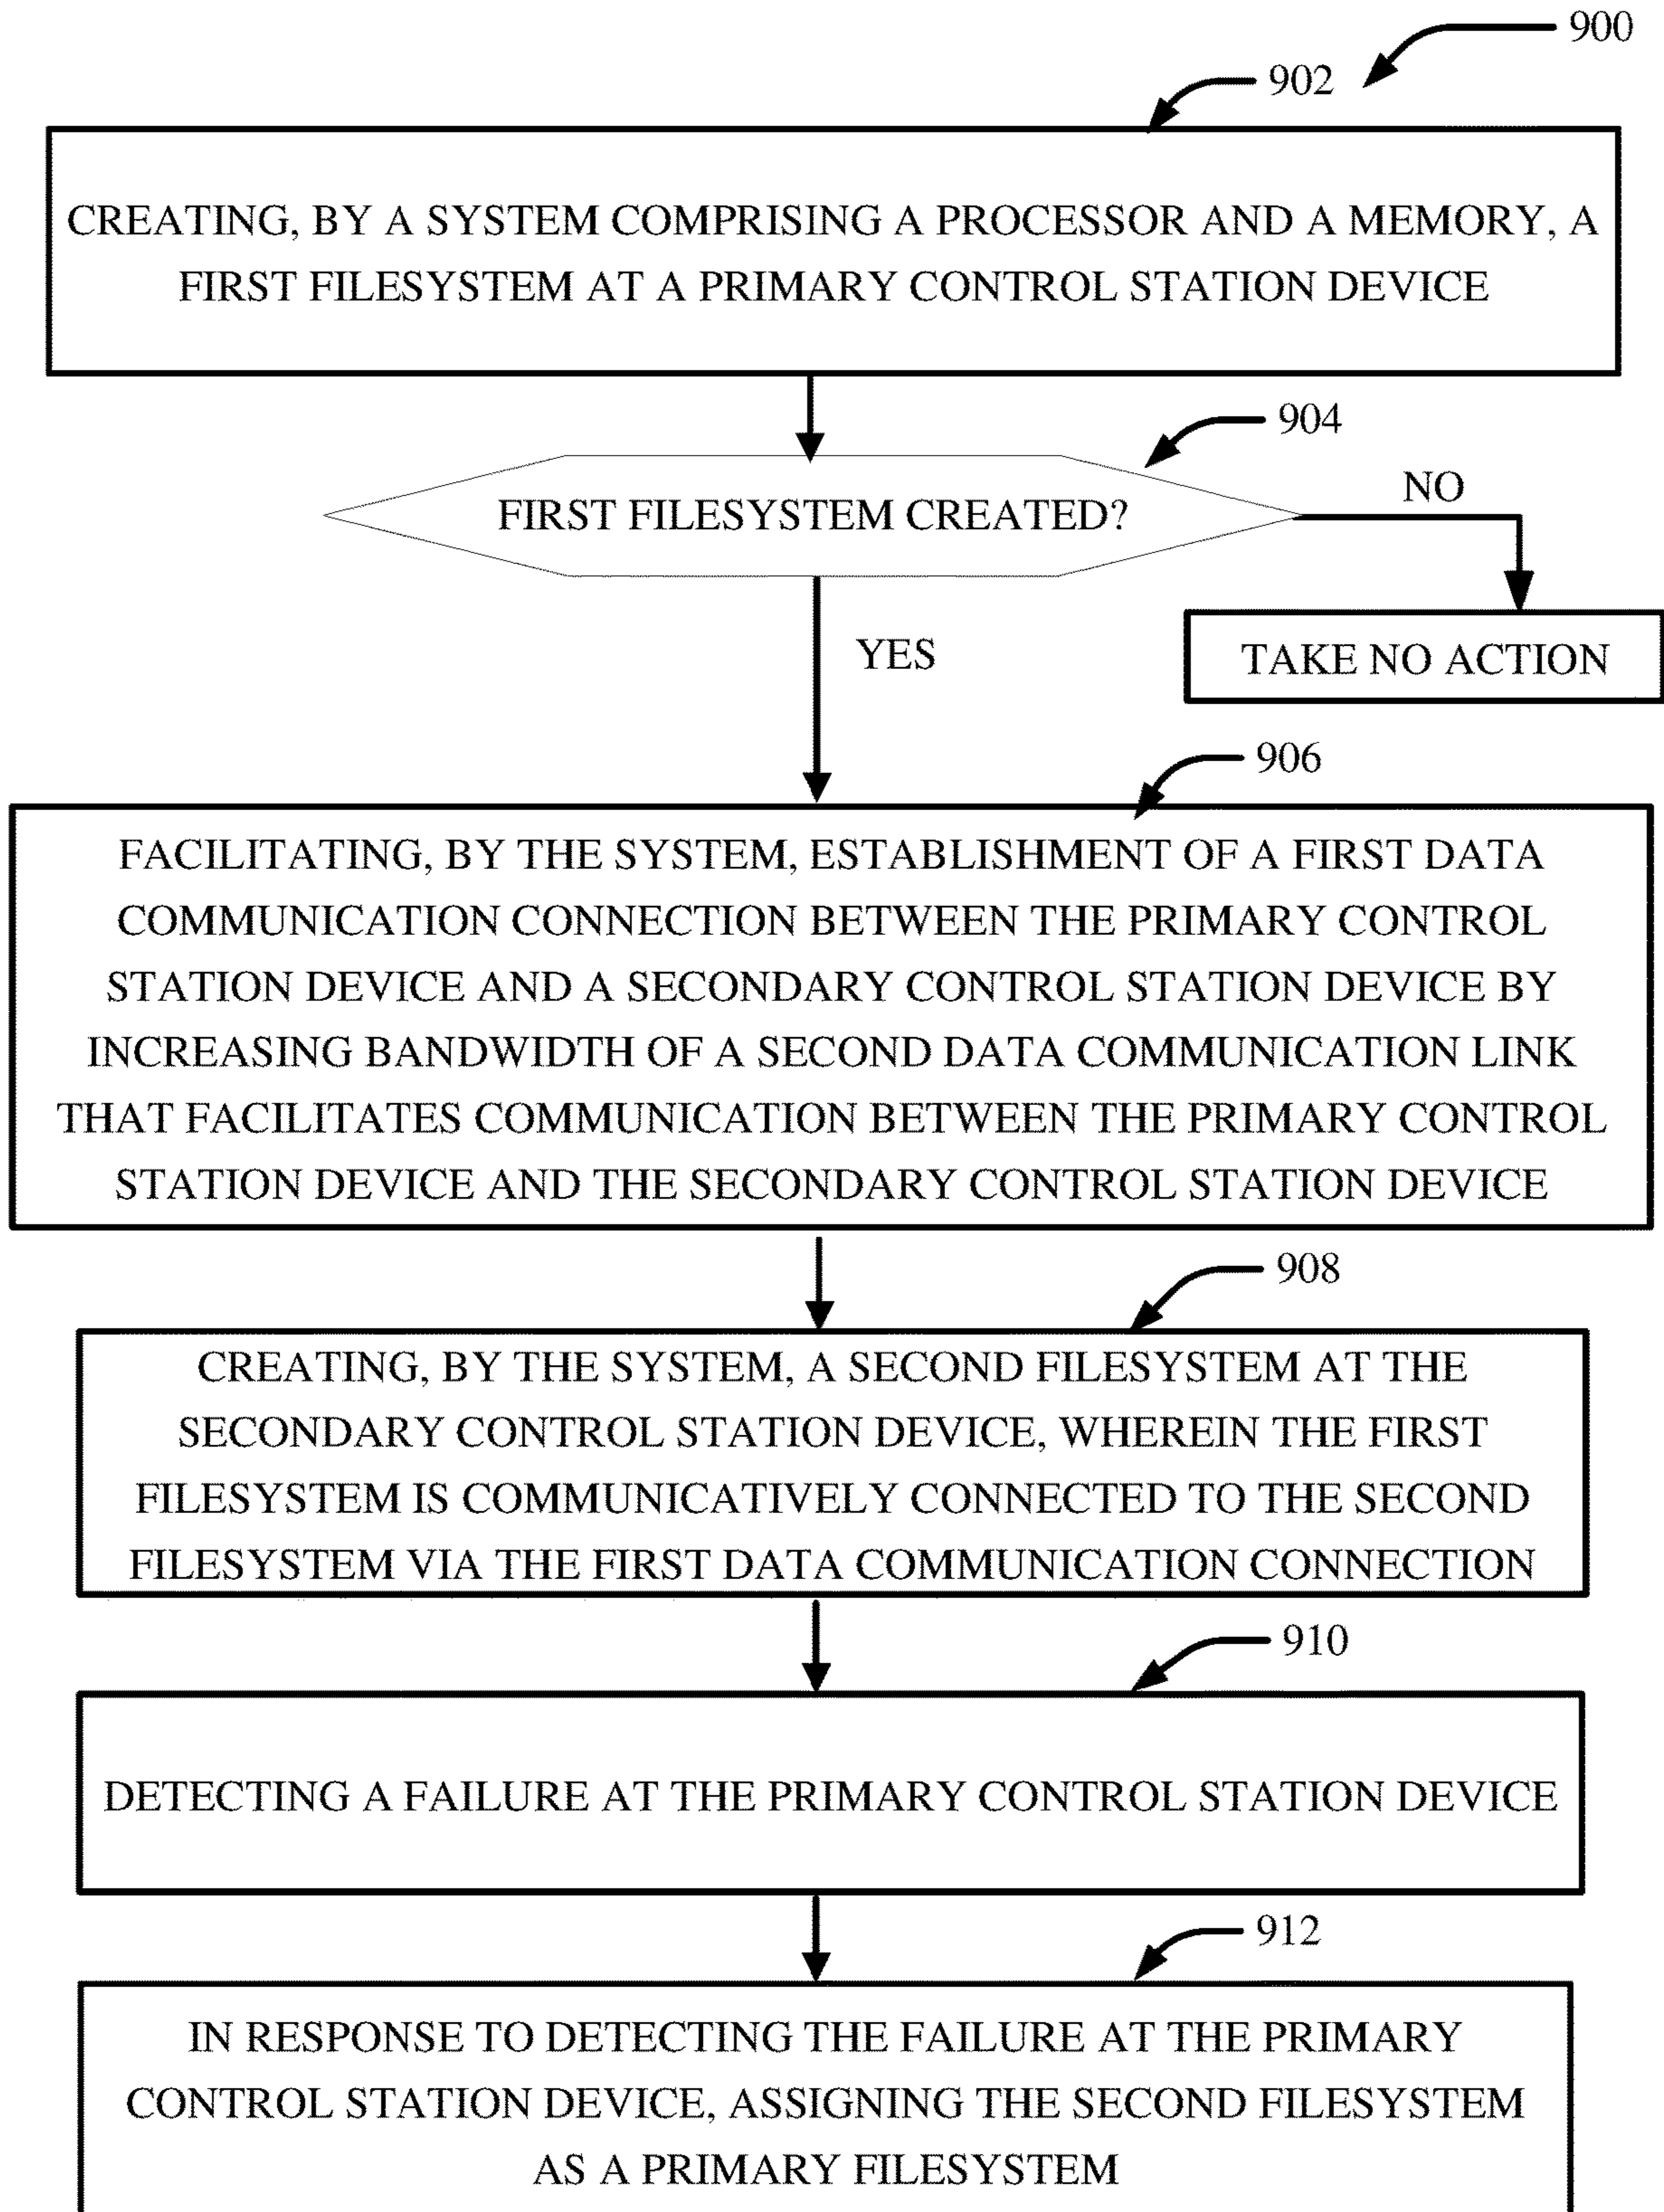 900
902
CREATING, BY A SYSTEM COMPRISING A PROCESSOR AND A MEMORY, A
FIRST FILESYSTEM AT A PRIMARY CONTROL STATION DEVICE
904
FIRST FILESYSTEM CREATED?
NO
TAKE NO ACTION
YES
906
FACILITATING, BY THE SYSTEM, ESTABLISHMENT OF A FIRST DATA
COMMUNICATION CONNECTION BETWEEN THE PRIMARY CONTROL
STATION DEVICE AND A SECONDARY CONTROL STATION DEVICE BY
INCREASING BANDWIDTH OF A SECOND DATA COMMUNICATION LINK
THAT FACILITATES COMMUNICATION BETWEEN THE PRIMARY CONTROL
STATION DEVICE AND THE SECONDARY CONTROL STATION DEVICE
908
CREATING, BY THE SYSTEM, A SECOND FILESYSTEM AT THE
SECONDARY CONTROL STATION DEVICE, WHEREIN THE FIRST
FILESYSTEM IS COMMUNICATIVELY CONNECTED TO THE SECOND
FILESYSTEM VIA THE FIRST DATA COMMUNICATION CONNECTION
910
DETECTING A FAILURE AT THE PRIMARY CONTROL STATION DEVICE
912
IN RESPONSE TO DETECTING THE FAILURE AT THE PRIMARY
CONTROL STATION DEVICE, ASSIGNING THE SECOND FILESYSTEM
AS A PRIMARY FILESYSTEM